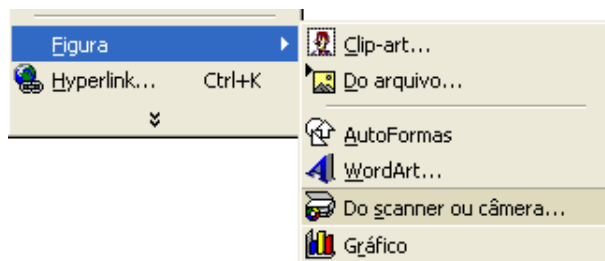 Figura
Hyperlink... Ctrl+K
Clip-art...
Do arquivo...
AutoFormas
WordArt...
Do scanner ou câmera...
Gráfico